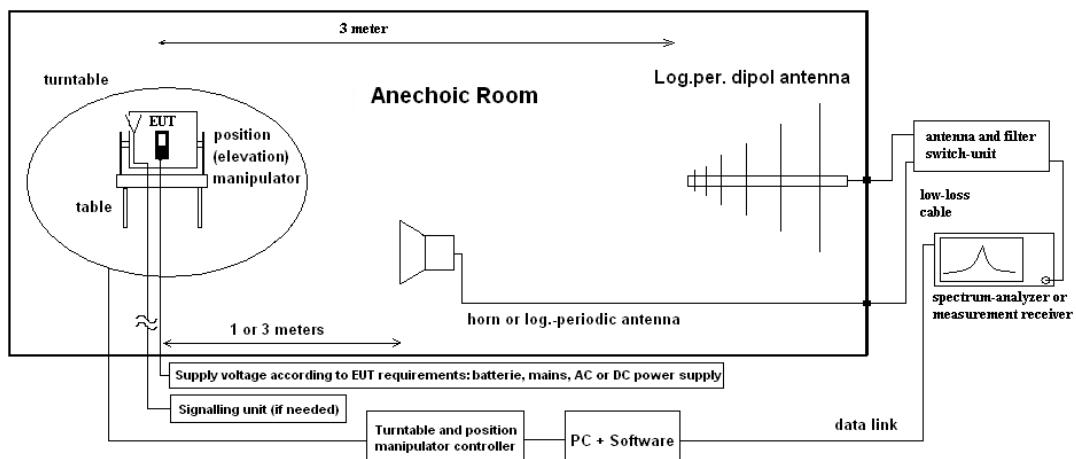 3 meter
turntable
Log.per. dipol antenna
Anechoic Room
EUT
position
(elevation)
manipulator
antenna and filter
switch-unit
table
low-loss
cable
spectrum-analyzer or
measurement receiver
horn or log.-periodic antenna
1 or 3 meters
Supply voltage according to EUT requirements: batterie, mains, AC or DC power supply
Signalling unit (if needed)
Turntable and position
manipulator controller
PC + Software
data link